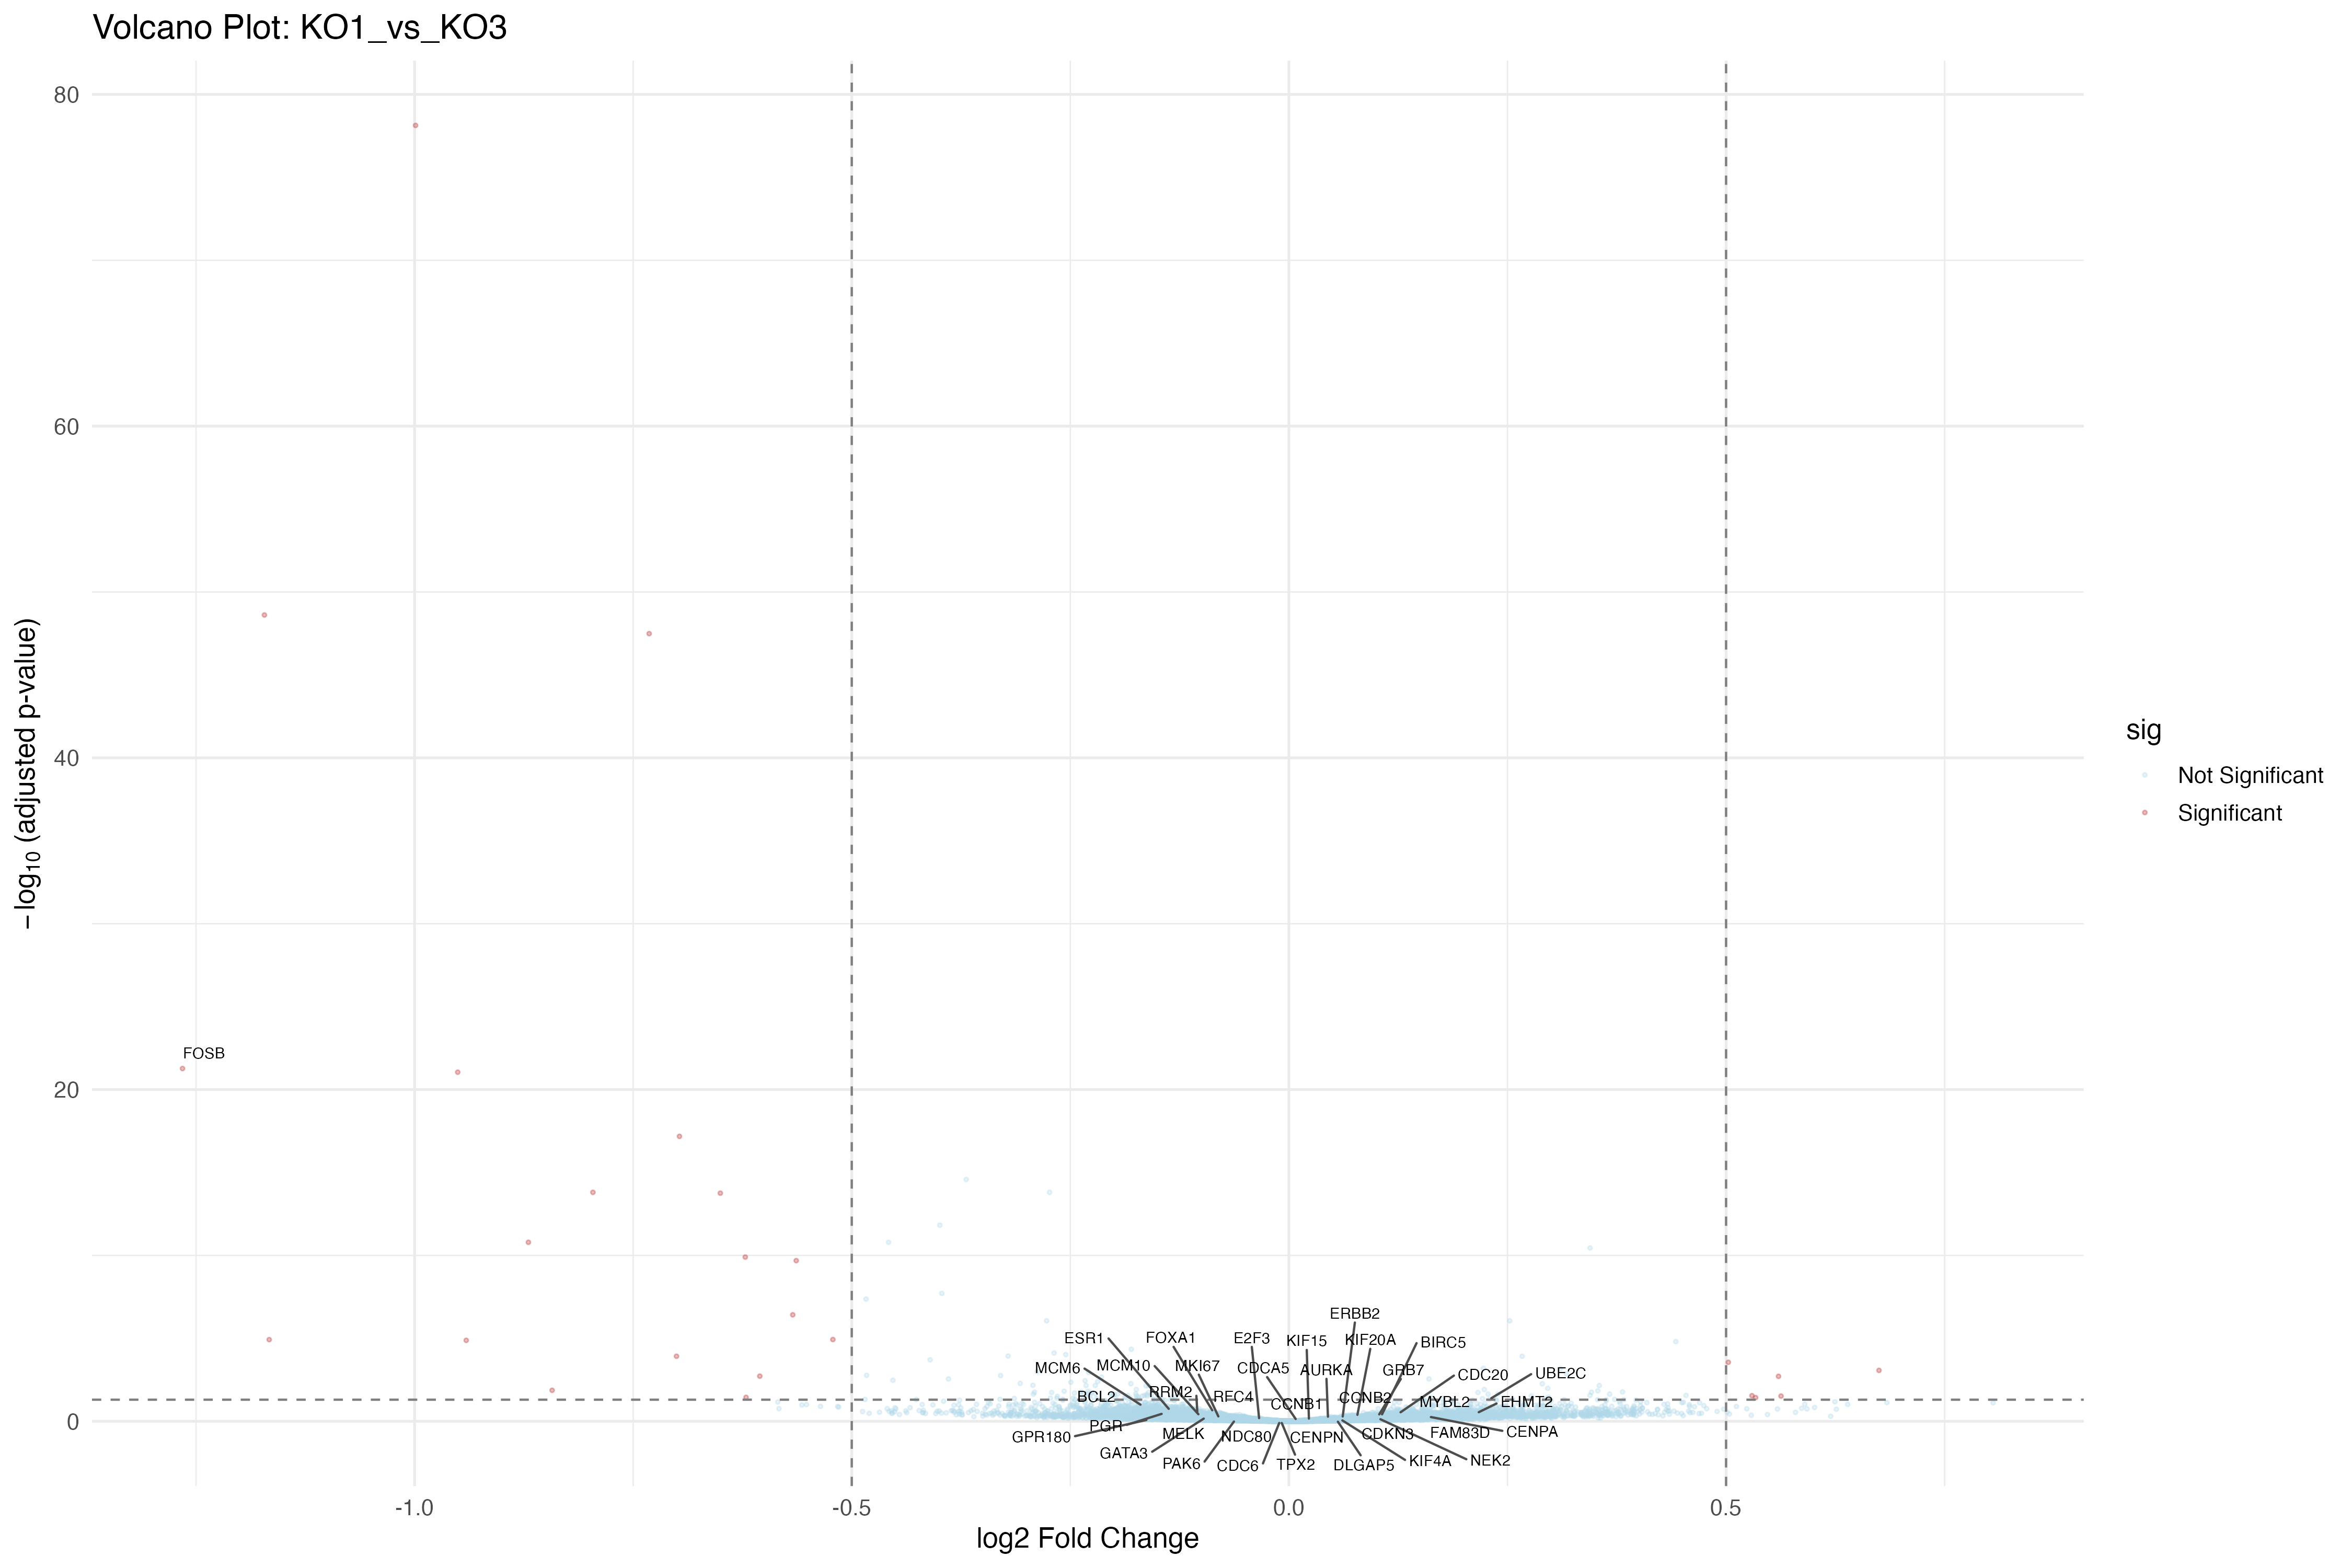 Volcano Plot: KO1_vs_KO3
−log10 (adjusted p-value)
80
60
40
20
0
FOSB
ERBB2
ESR1
FOXA1
E2F3
KIF15
KIF20A
BIRC5
MCM6
MCM10
MKI67
CDCA5
AURKA
GRB7
CDC20
UBE2C
BCL2
RRM2
RFC4
CCNB1
CCNB2
MYBL2
EHMT2
GPR180
PGR
MELK
NDC80
CENPN
CDKN3
FAM83D
CENPA
GATA3
PAK6
CDC6
TPX2
DLGAP5
KIF4A
NEK2
-1.0
-0.5
0.0
0.5
log2 Fold Change
sig
Not Significant
Significant